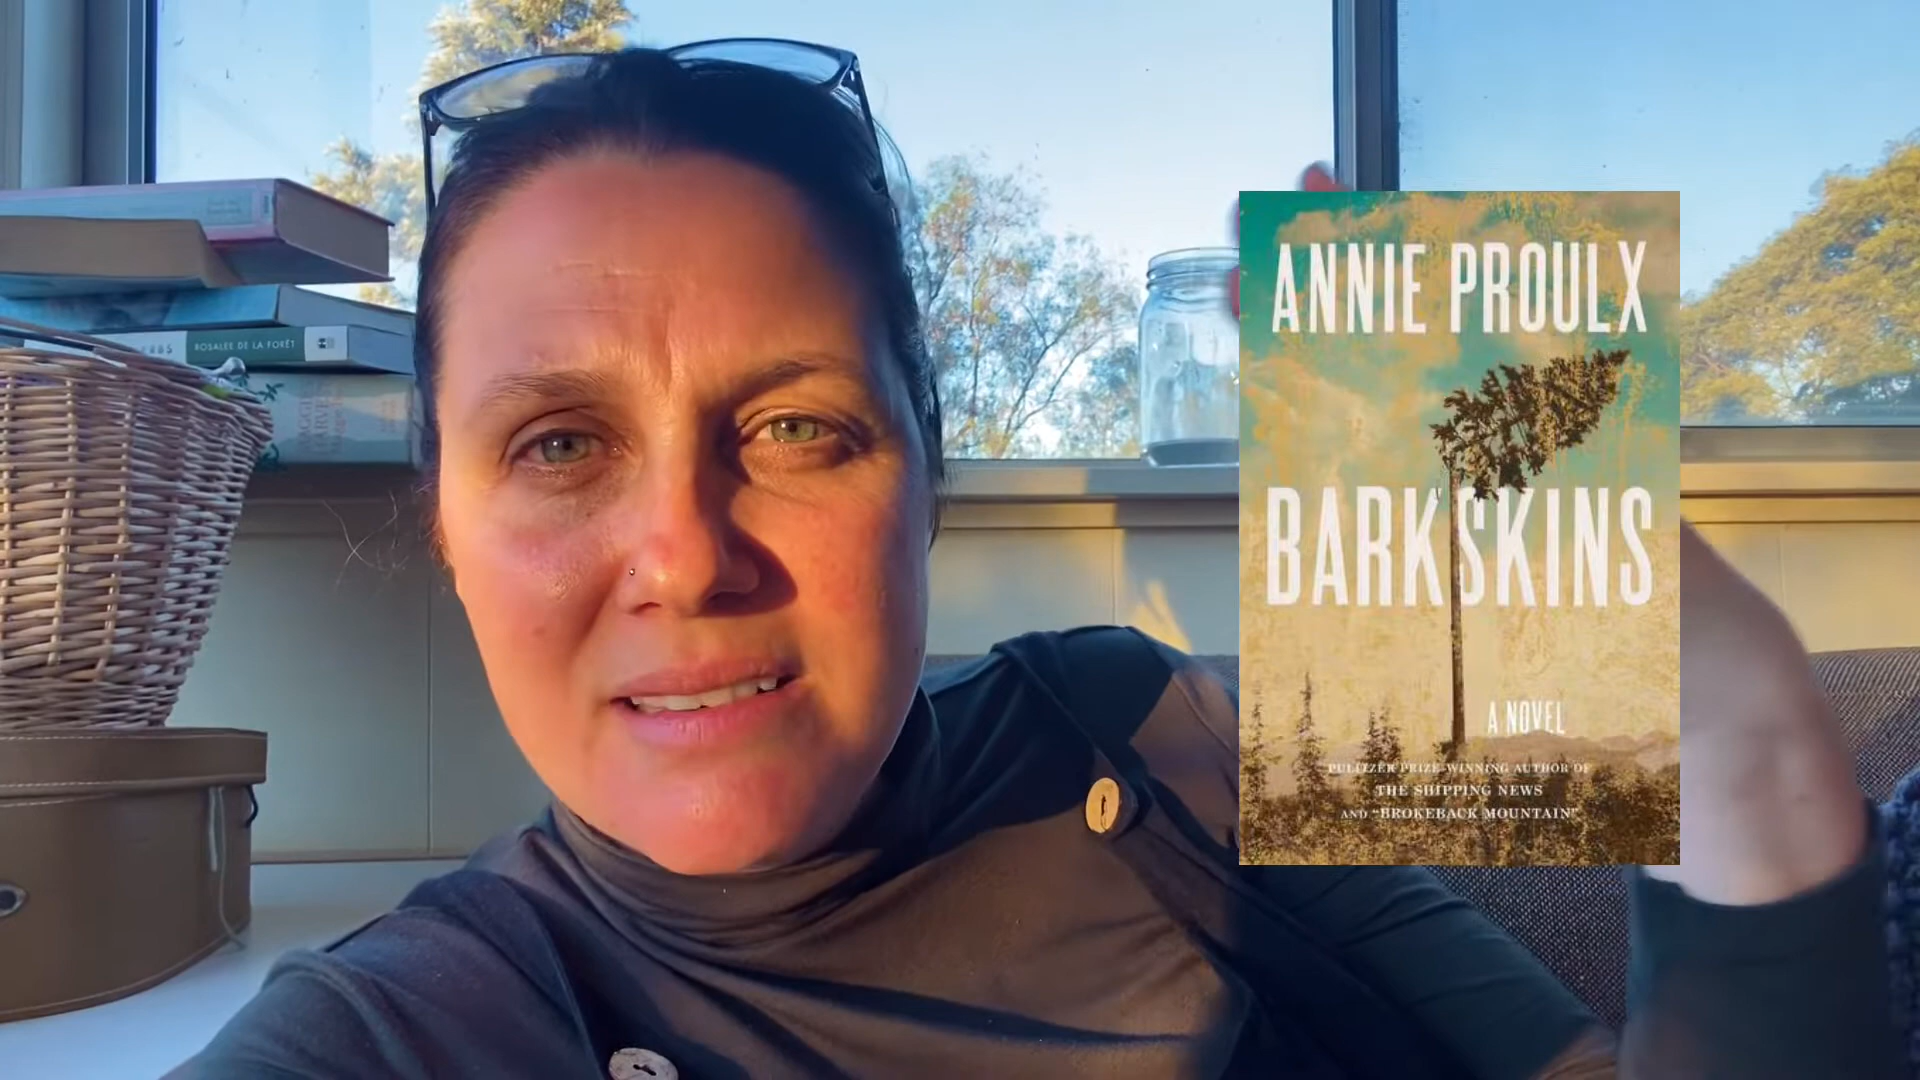 ROSALEE DE LA FORÊT
ANNIE PROULX
BARKSKINS
A NOVEL
PULITZER PRIZE-WINNING AUTHOR OF
THE SHIPPING NEWS
AND "BROKEBACK MOUNTAIN"